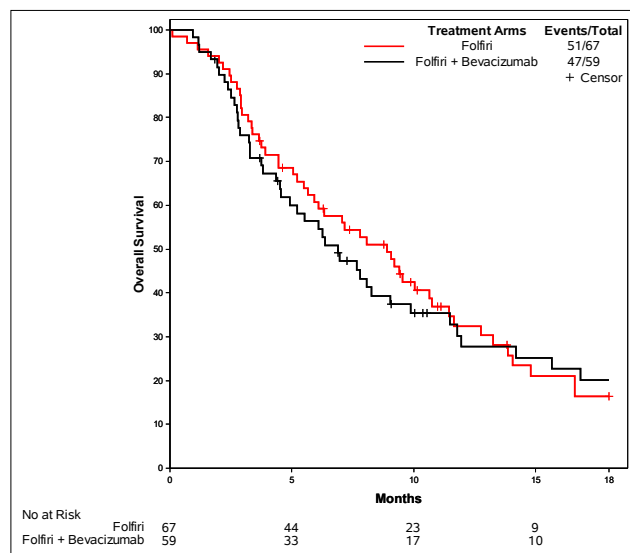 Treatment Arms Events/Total
Folfiri 51/67
Folfiri + Bevacizumab 47/59
+ Censor
Overall Survival
100
90
80
70
60
50
40
30
20
10
0
0 5 10 15 18
Months
No at Risk
Folfiri 67 44 23 9
Folfiri + Bevacizumab 59 33 17 10